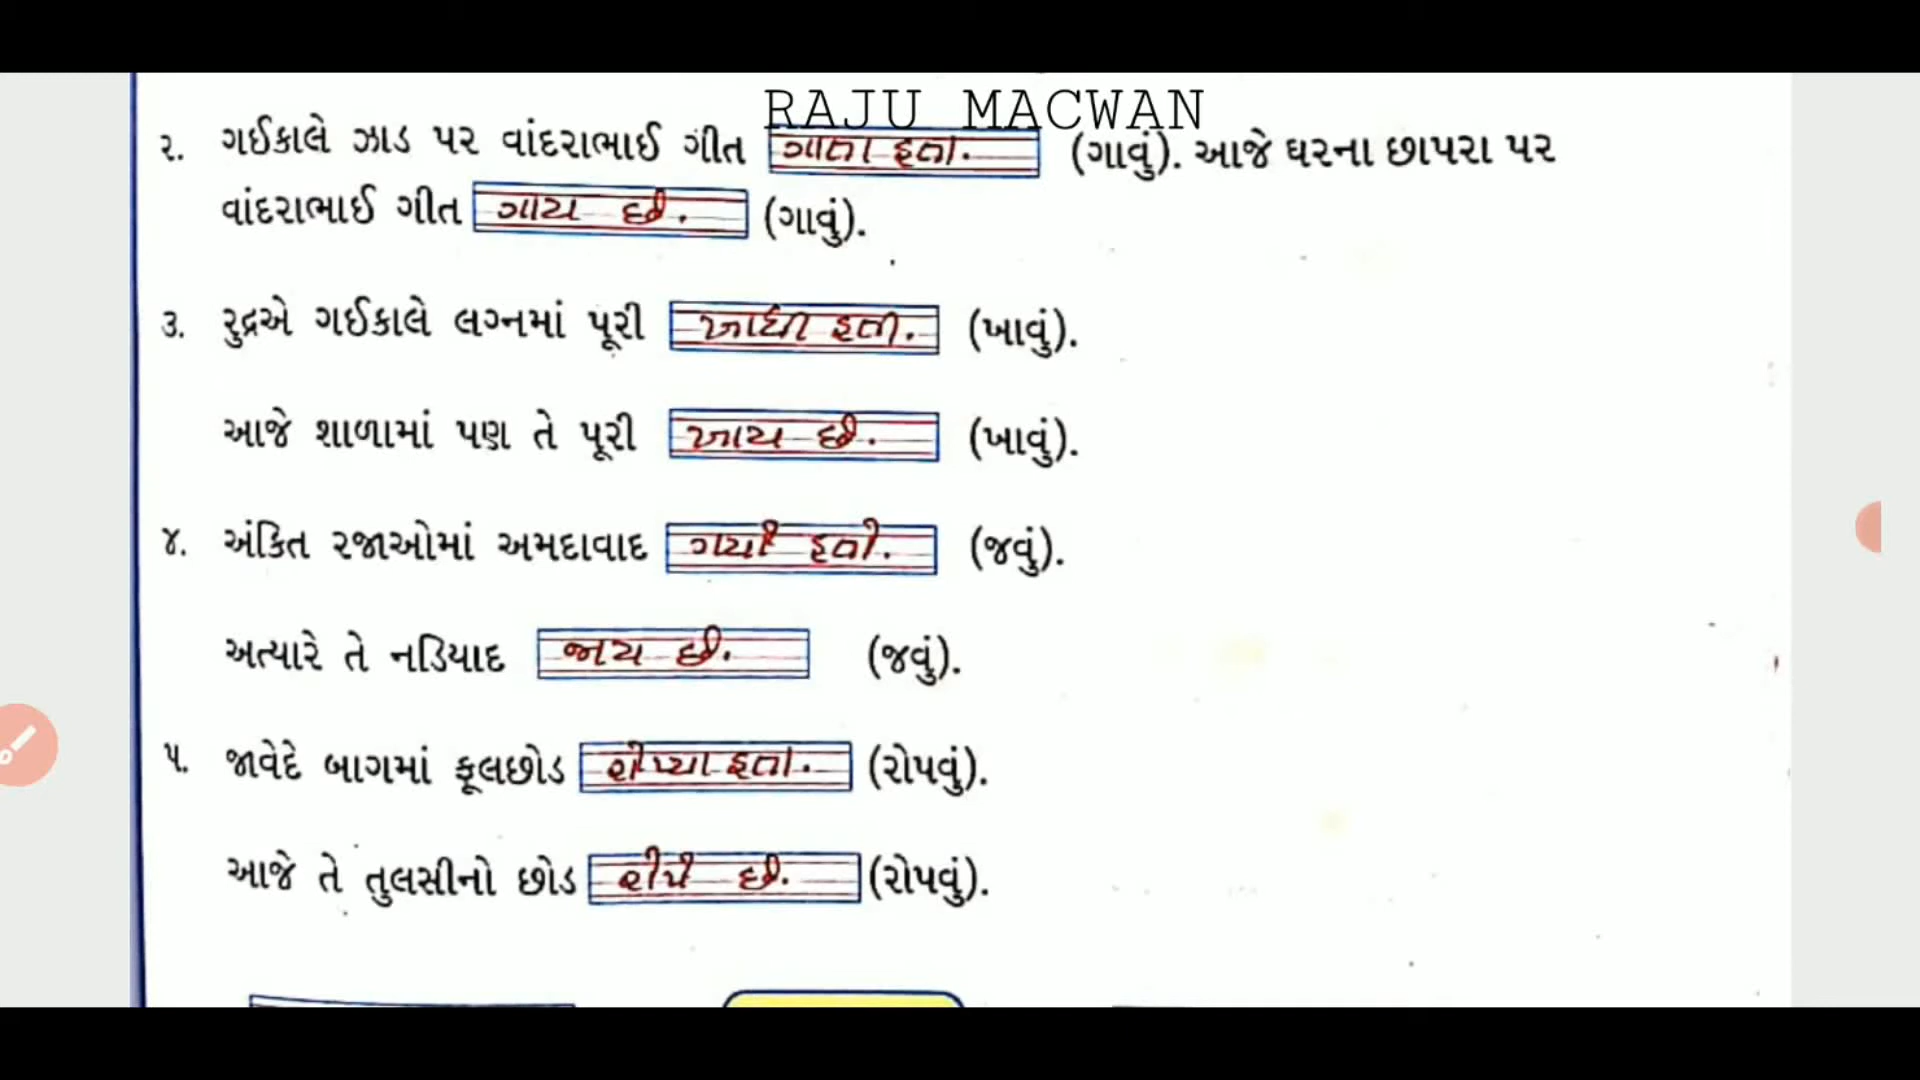 RAJU MACWAN
૨. ગઈકાલે ઝાડ પર વાંદરાભાઈ ગીત ગાતા હતા. (ગાવું). આજે ઘરના છાપરા પર
વાંદરાભાઈ ગીત ગાય છે. (ગાવું).
૩. રુદ્રએ ગઈકાલે લગ્નમાં પૂરી ખાધી હતી. (ખાવું).
આજે શાળામાં પણ તે પૂરી ખાય છે. (ખાવું).
૪. અંકિત રજાઓમાં અમદાવાદ ગયો હતો. (જવું).
અત્યારે તે નડિયાદ જાય છે. (જવું).
૫. જાવેદે બાગમાં ફૂલછોડ રોપ્યા હતા. (રોપવું).
આજે તે તુલસીનો છોડ રોપે છે. (રોપવું).